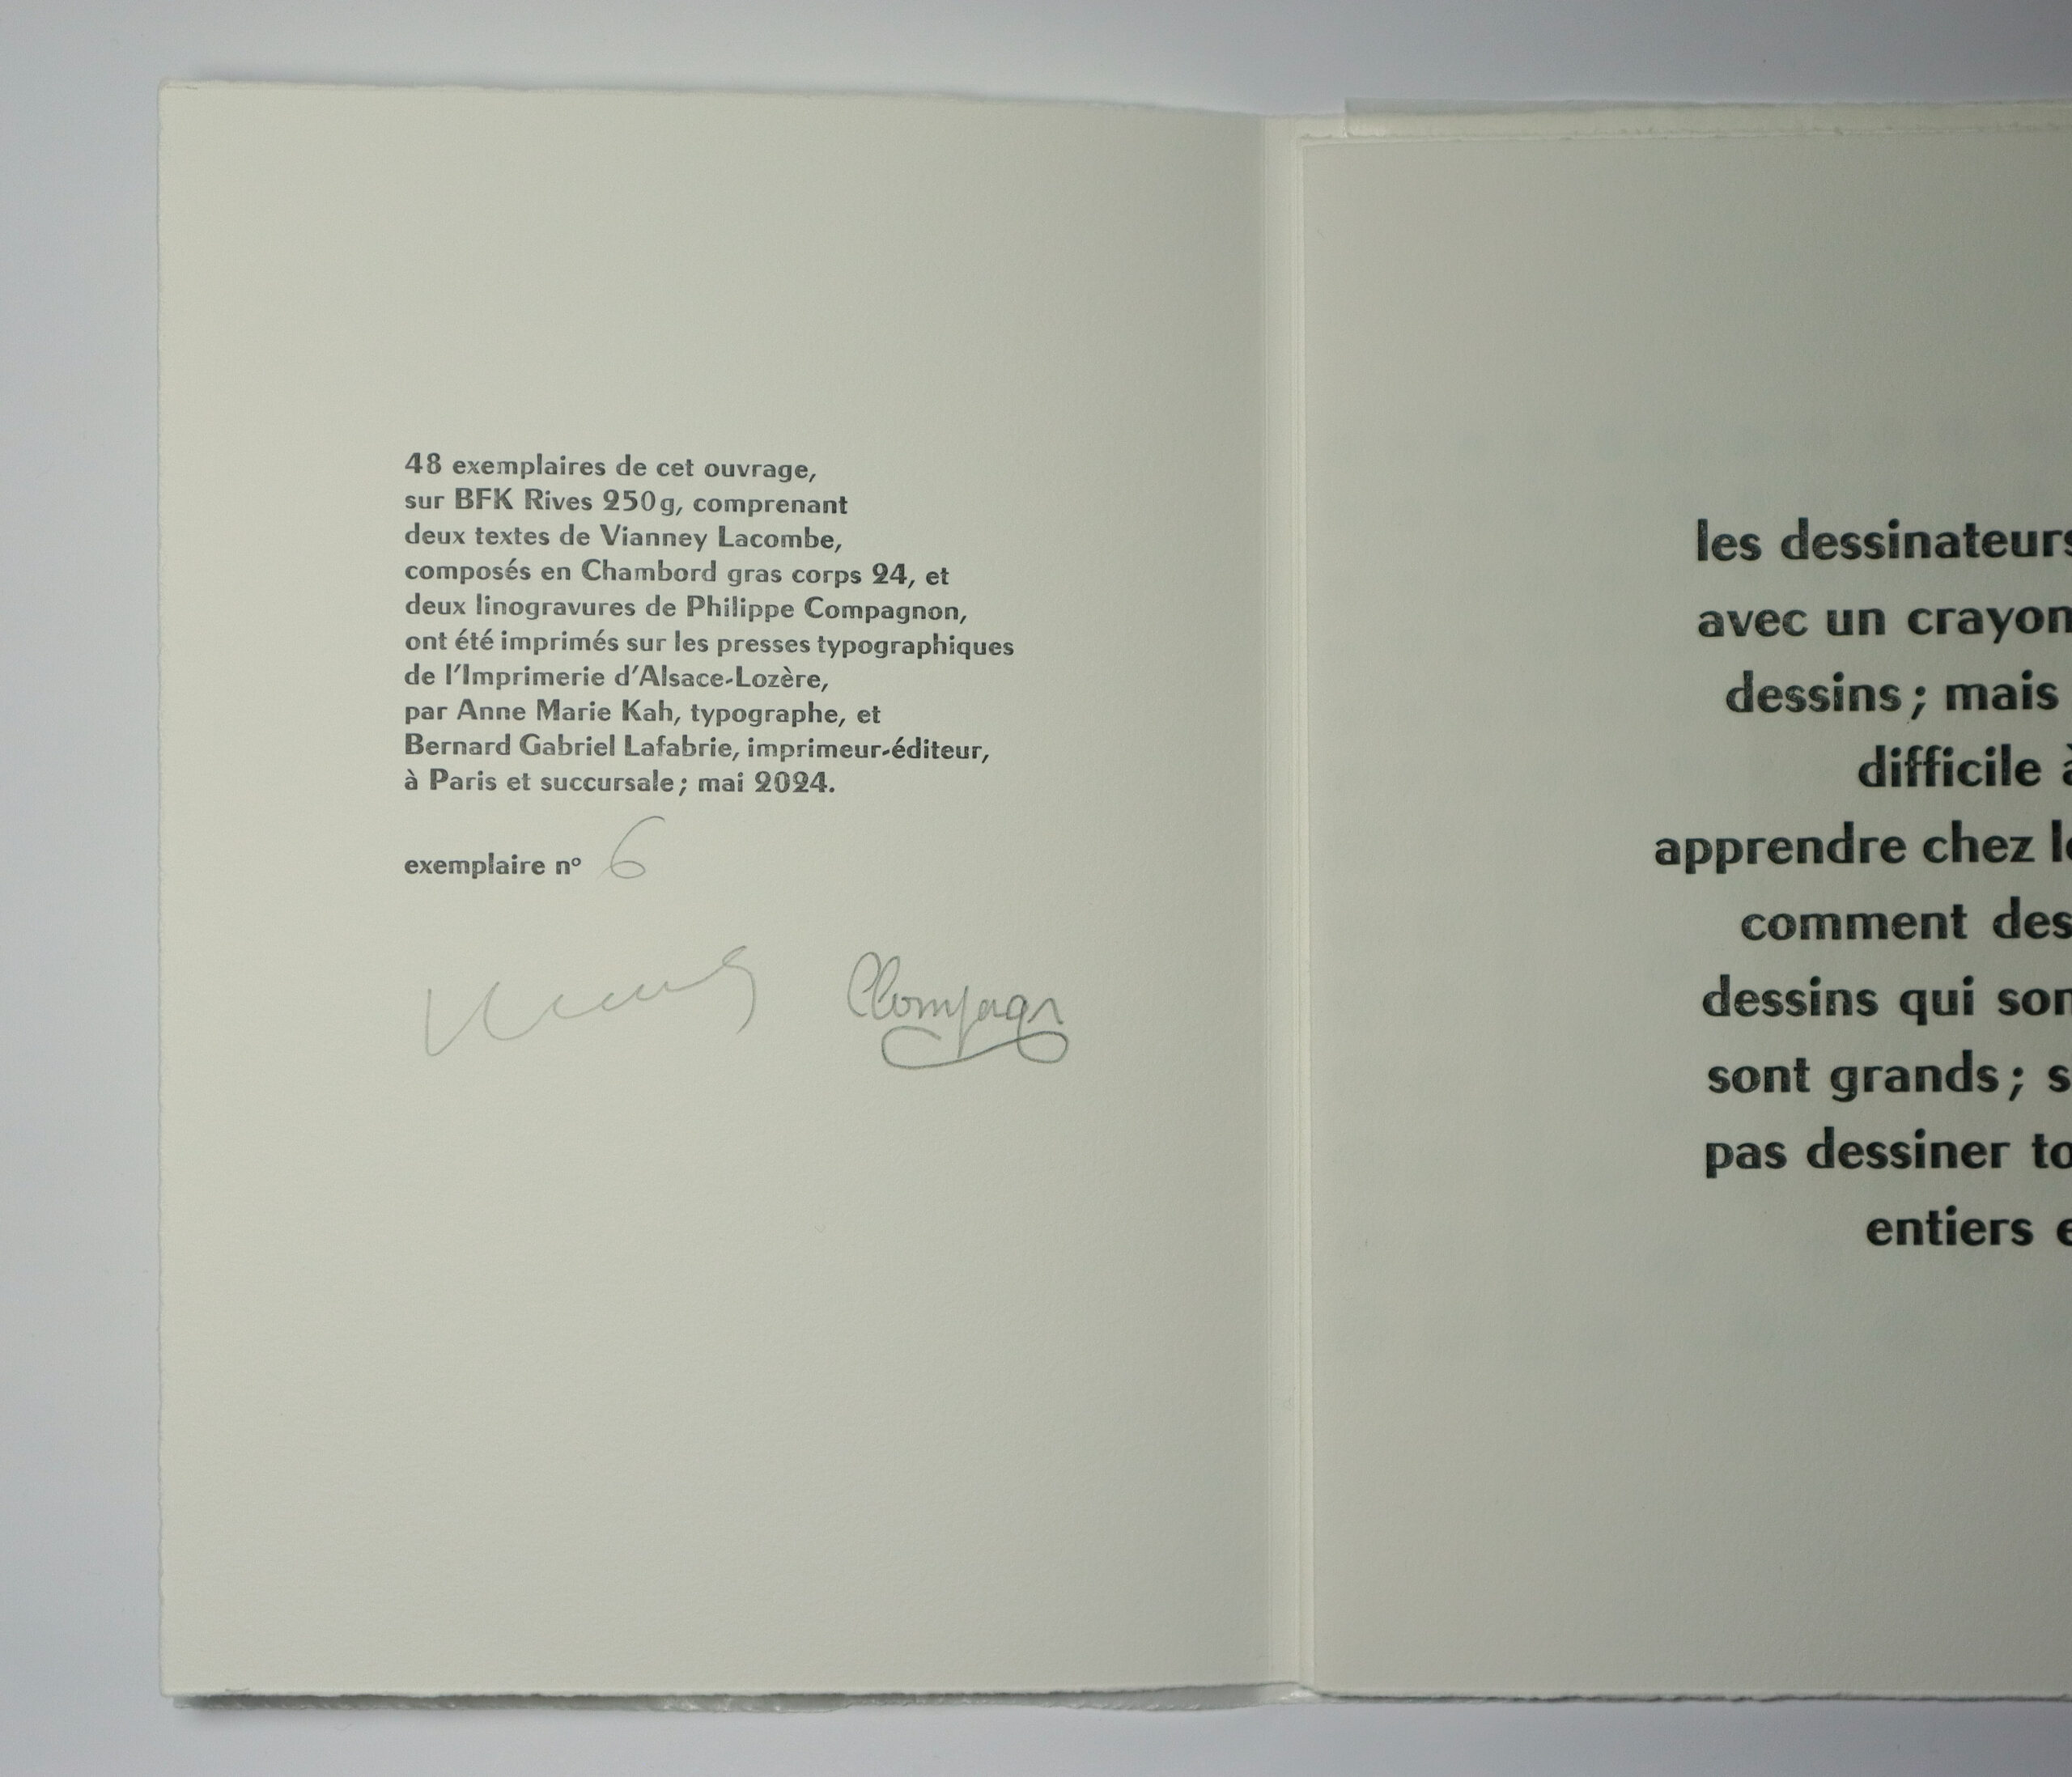 48 exemplaires de cet ouvrage,
sur BFK Rives 250g, comprenant
deux textes de Vianney Lacombe,
composés en Chambord gras corps 24, et
deux linogravures de Philippe Compagnon,
ont été imprimés sur les presses typographiques
de l'Imprimerie d'Alsace-Lozère,
par Anne Marie Kah, typographe, et
Bernard Gabriel Lafabrie, imprimeur-éditeur,
à Paris et succursale ; mai 2024.
exemplaire nº 6
les dessinateurs
avec un crayon
dessins ; mais
difficile à
apprendre chez
comment
dessins qui
sont grands ;
pas dessiner
entiers